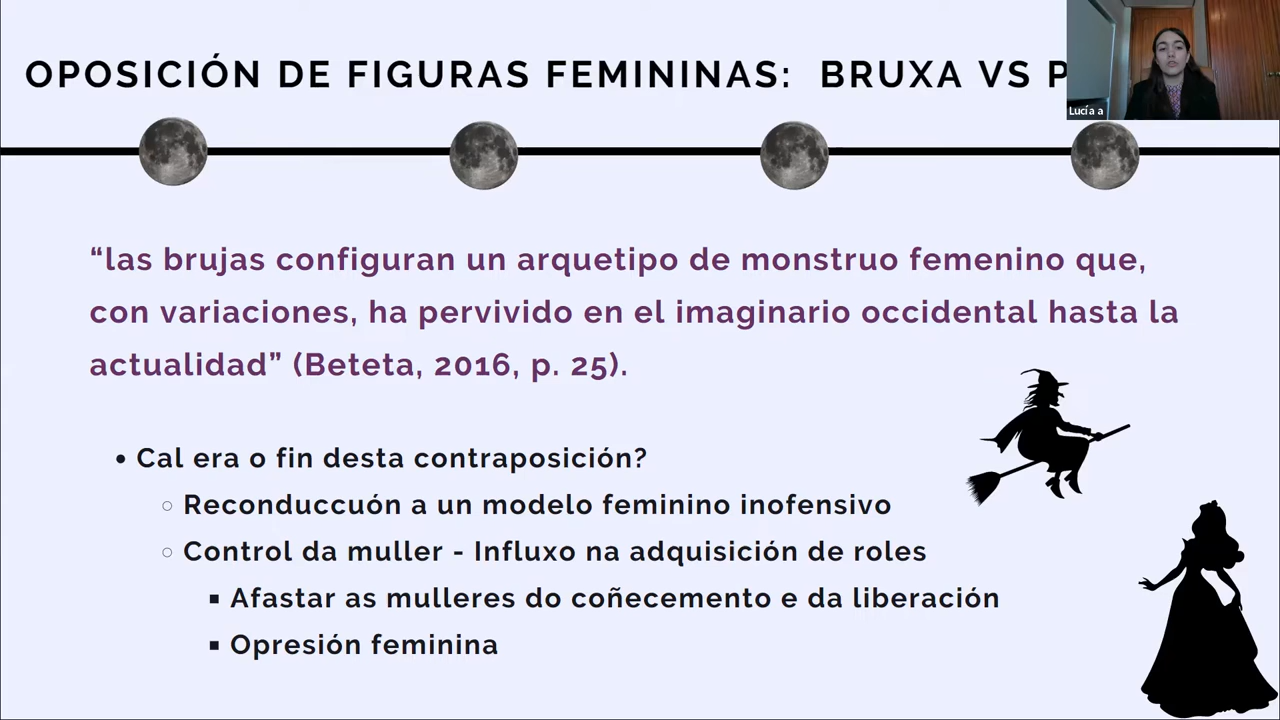 OPOSICIÓN DE FIGURAS FEMININAS: BRUXA VS P
Lucía a
“las brujas configuran un arquetipo de monstruo femenino que,
con variaciones, ha pervivido en el imaginario occidental hasta la
actualidad” (Beteta, 2016, p. 25).
• Cal era o fin desta contraposición?
○ Reconduccuón a un modelo feminino inofensivo
○ Control da muller - Influxo na adquisición de roles
▪ Afastar as mulleres do coñecemento e da liberación
▪ Opresión feminina